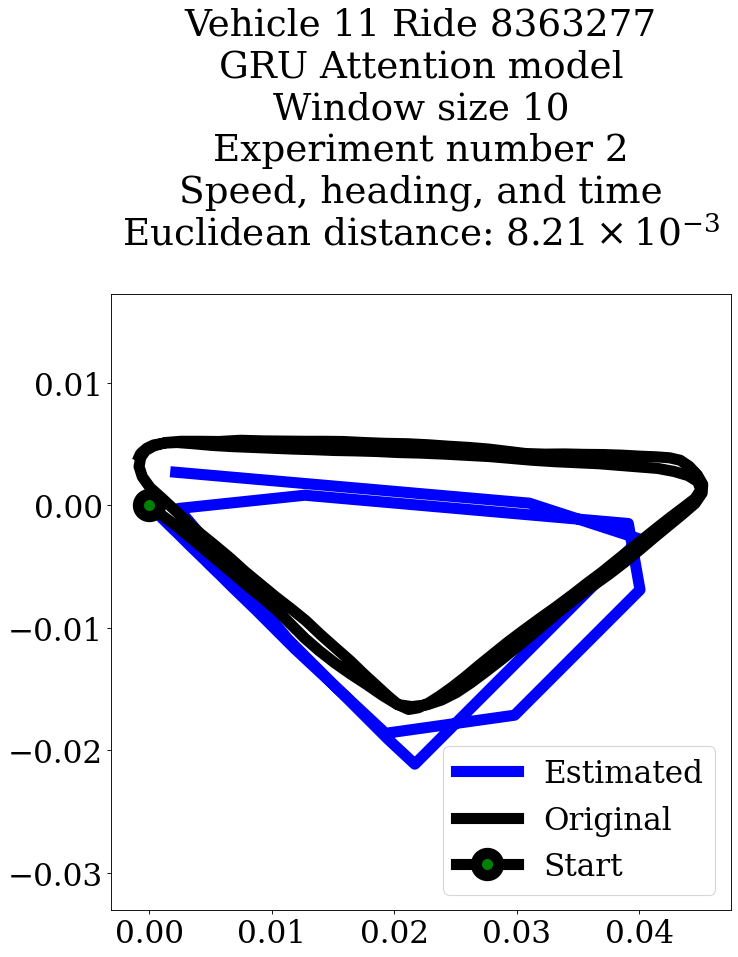 Vehicle 11 Ride 8363277
GRU Attention model
Window size 10
Experiment number 2
Speed, heading, and time
Euclidean distance: 8.21 × 10⁻³
0.01
0.00
−0.01
−0.02
−0.03
Estimated
Original
Start
0.00 0.01 0.02 0.03 0.04